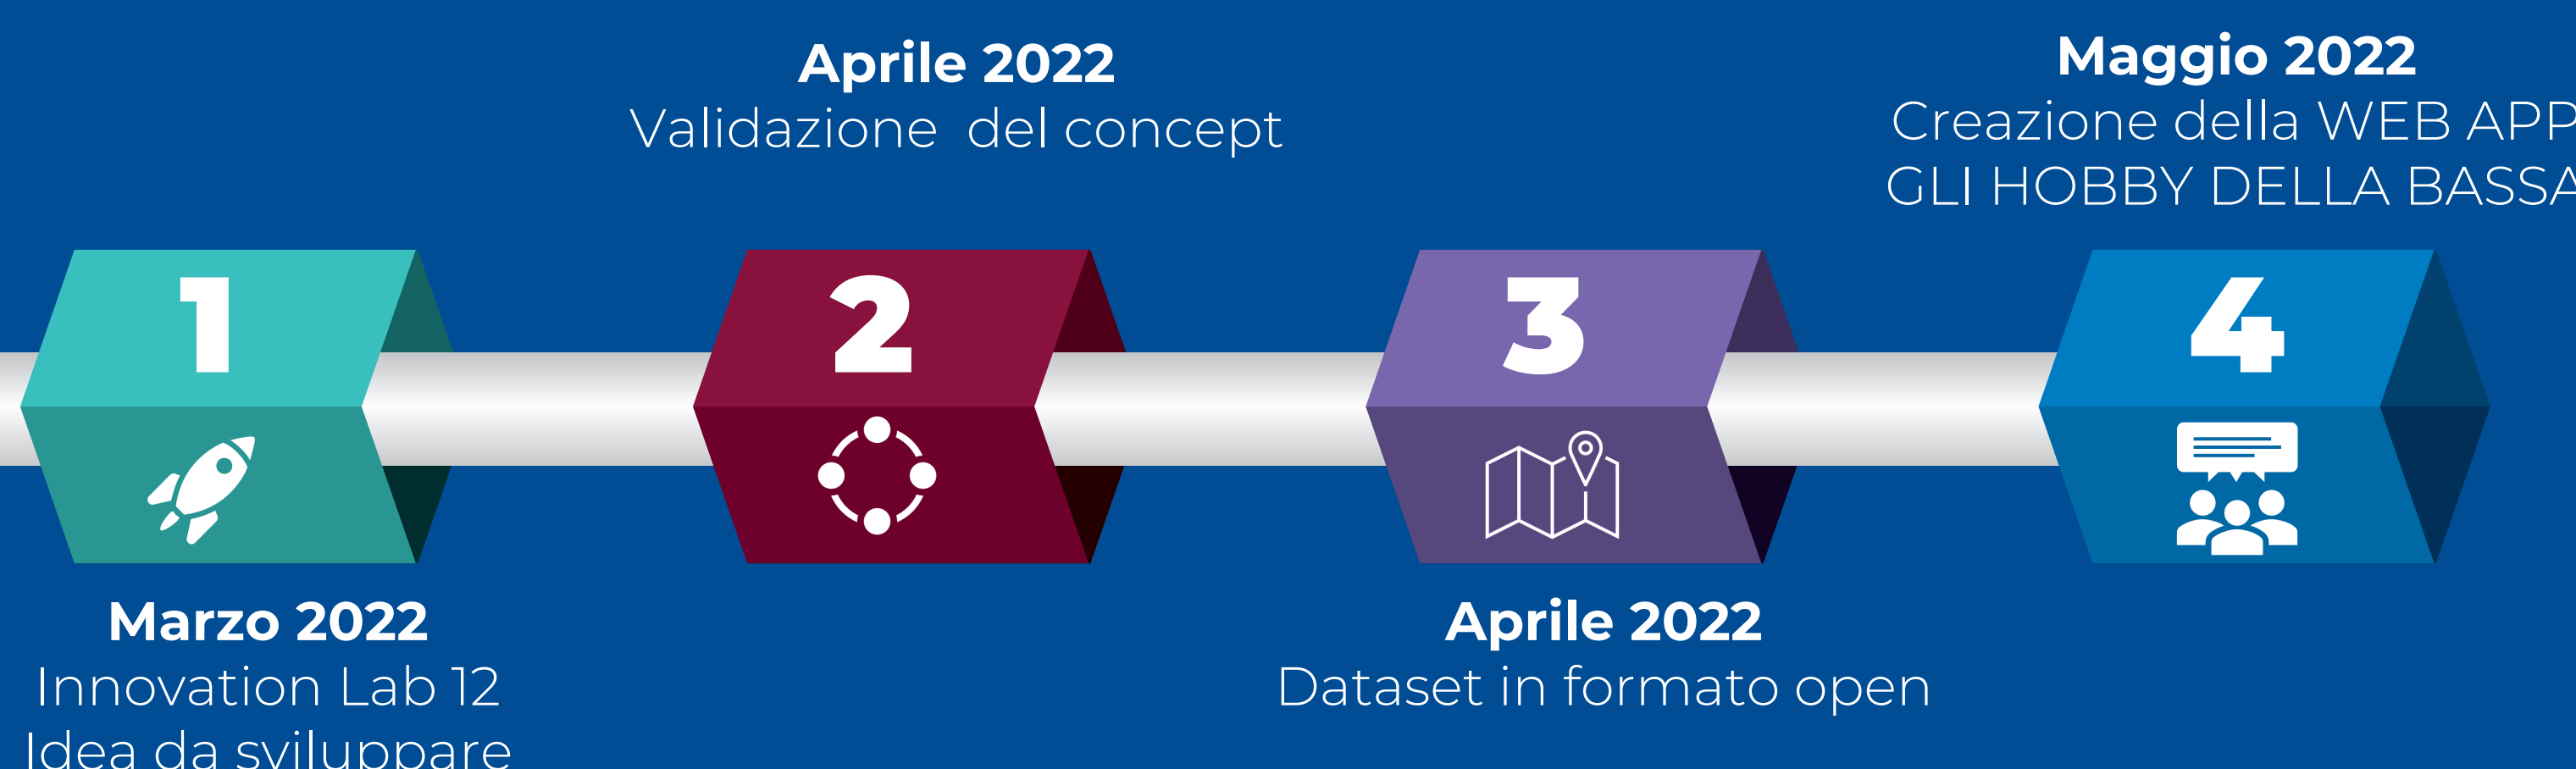 Aprile 2022
Validazione del concept
Maggio 2022
Creazione della WEB APP
GLI HOBBY DELLA BASSA
1
2
3
4
Marzo 2022
Innovation Lab 12
Idea da sviluppare
Aprile 2022
Dataset in formato open